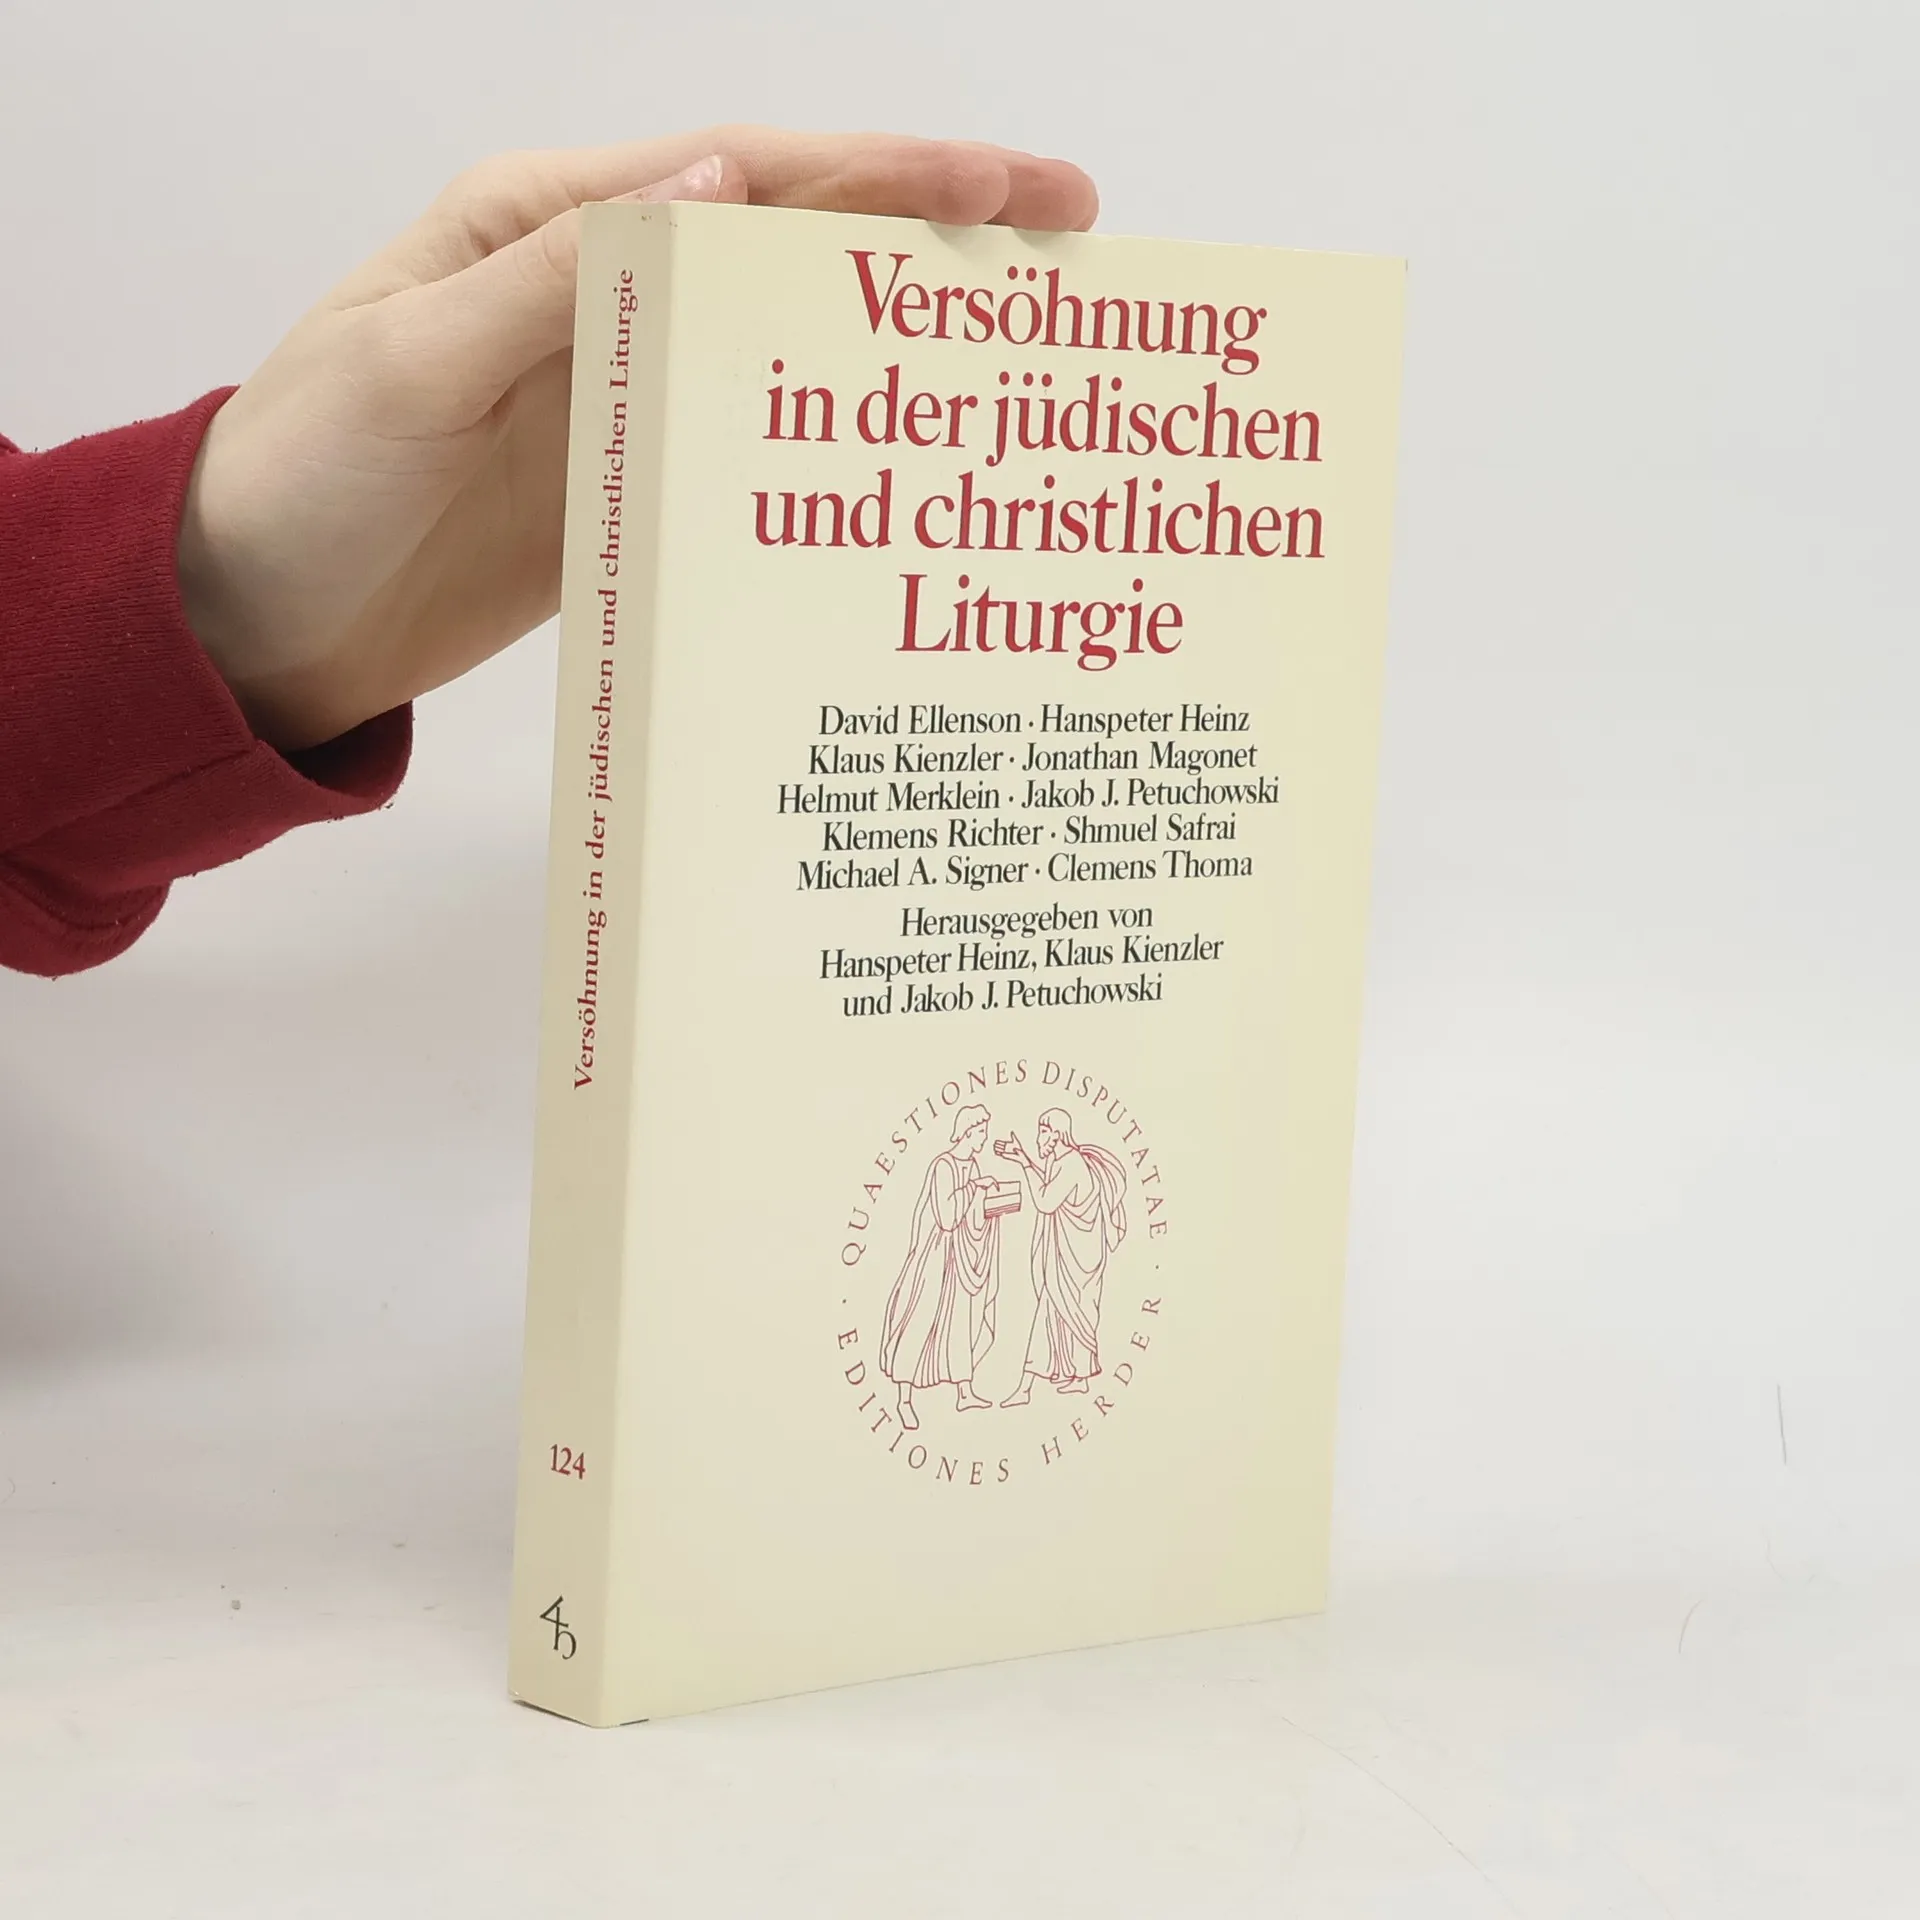 Versöhnung in der jüdischen und christlichen Liturgie
124
Versöhnung
in der jüdischen
und christlichen
Liturgie
David Ellenson · Hanspeter Heinz
Klaus Kienzler · Jonathan Magonet
Helmut Merklein · Jakob J. Petuchowski
Klemens Richter · Shmuel Safrai
Michael A. Signer · Clemens Thoma
Herausgegeben von
Hanspeter Heinz, Klaus Kienzler
und Jakob J. Petuchowski
· QUAESTIONES DISPUTATAE ·
EDITIONES HERDER